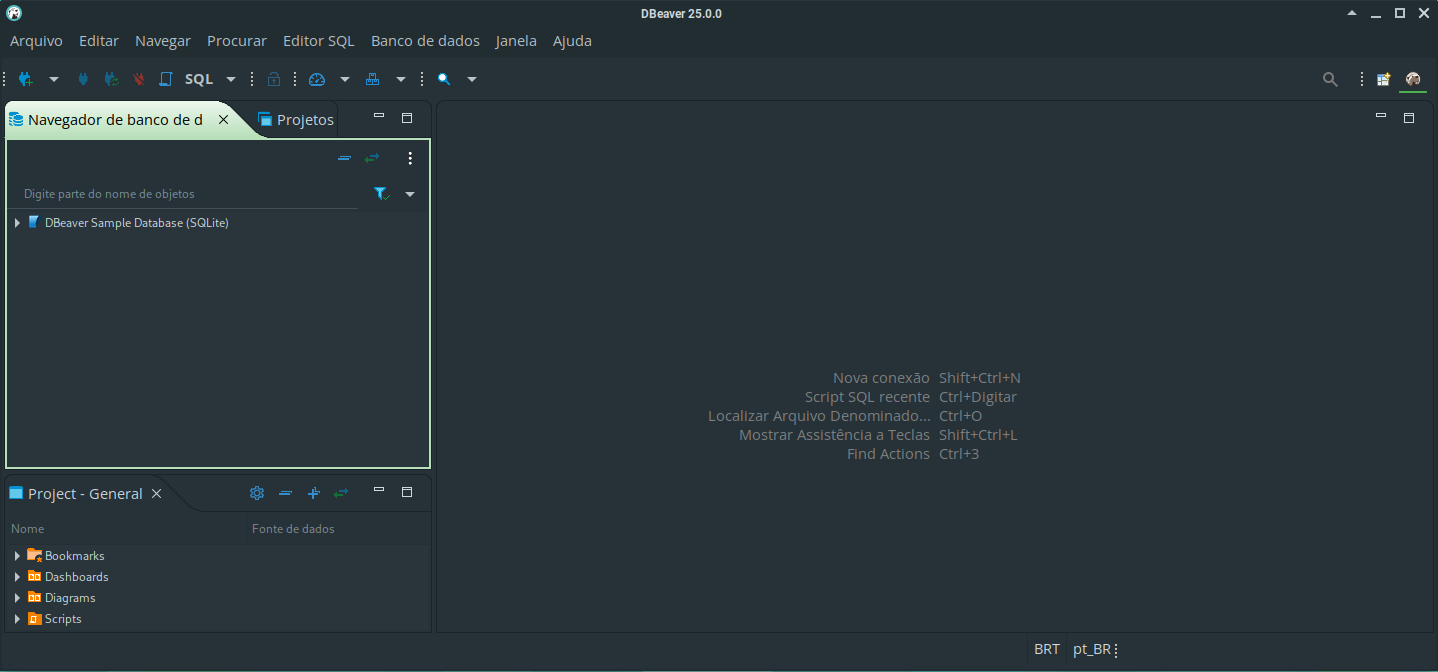 DBeaver 25.0.0
Arquivo Editar Navegar Procurar Editor SQL Banco de dados Janela Ajuda
SQL
Navegador de banco de d Projetos
Digite parte do nome de objetos
DBeaver Sample Database (SQLite)
Nova conexão Shift+Ctrl+N
Script SQL recente Ctrl+Digitar
Localizar Arquivo Denominado... Ctrl+O
Mostrar Assistência a Teclas Shift+Ctrl+L
Find Actions Ctrl+3
Project - General
Nome Fonte de dados
Bookmarks
Dashboards
Diagrams
Scripts
BRT pt_BR